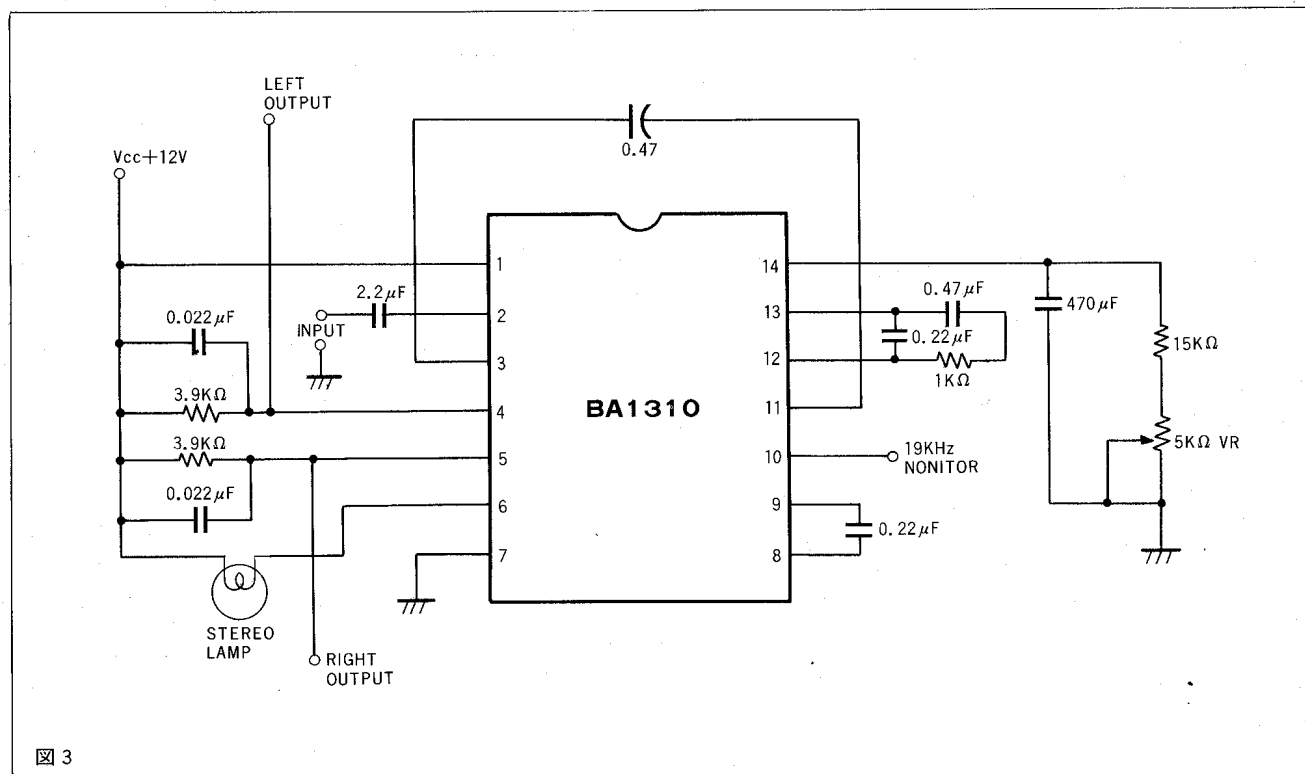 LEFT
OUTPUT
Vcc+12V
0.47
1
2
3
4
5
6
7
14
13
12
11
10
9
8
BA1310
2.2μF
INPUT
0.022μF
3.9KΩ
3.9KΩ
0.022μF
STEREO
LAMP
RIGHT
OUTPUT
0.47μF
0.22μF
1KΩ
470μF
15KΩ
5KΩ VR
19KHz
NONITOR
0.22μF
図3